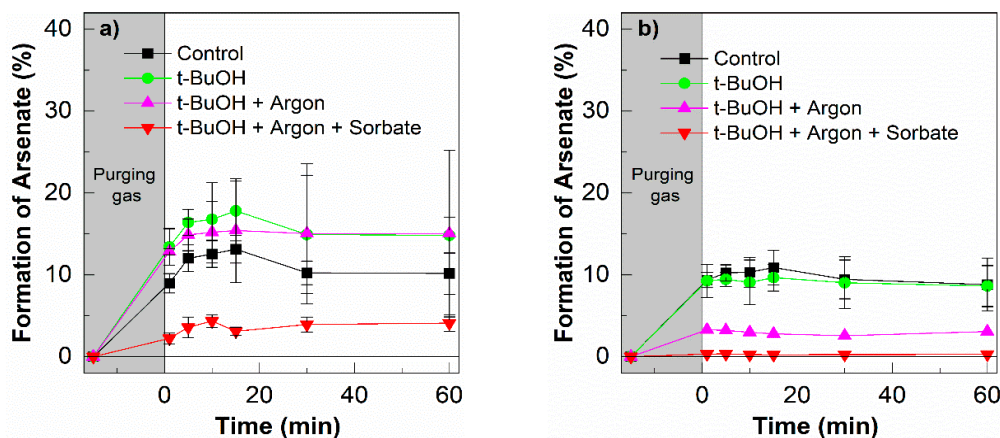 a)
Control
t-BuOH
t-BuOH + Argon
t-BuOH + Argon + Sorbate
Purging
gas
Formation of Arsenate (%)
40
30
20
10
0
0
20
40
60
Time (min)
b)
Control
t-BuOH
t-BuOH + Argon
t-BuOH + Argon + Sorbate
Purging
gas
Formation of Arsenate (%)
40
30
20
10
0
0
20
40
60
Time (min)